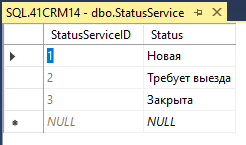 SQL.41CRM14 - dbo.StatusService
StatusServiceID Status
1 Новая
2 Требует выезда
3 Закрыта
NULL NULL